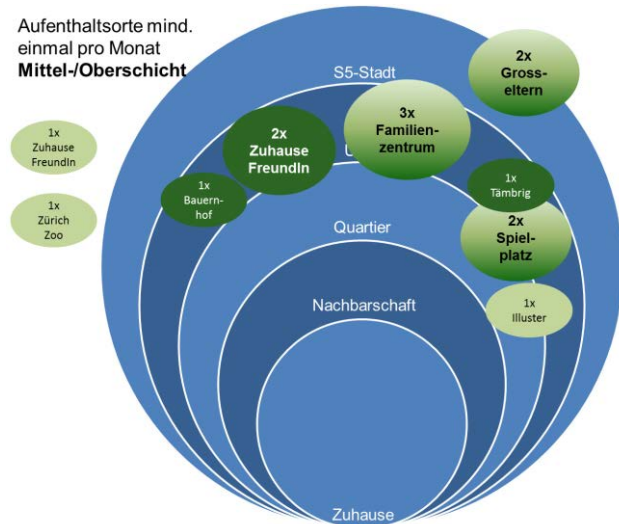 Aufenthaltsorte mind.
einmal pro Monat
Mittel-/Oberschicht
S5-Stadt
2x
Gross-
eltern
3x
Familien-
zentrum
2x
Zuhause
FreundIn
1x
Zuhause
FreundIn
1x
Bauern-
hof
1x
Tämbrig
1x
Zürich
Zoo
Quartier
2x
Spiel-
platz
Nachbarschaft
1x
Illuster
Zuhause